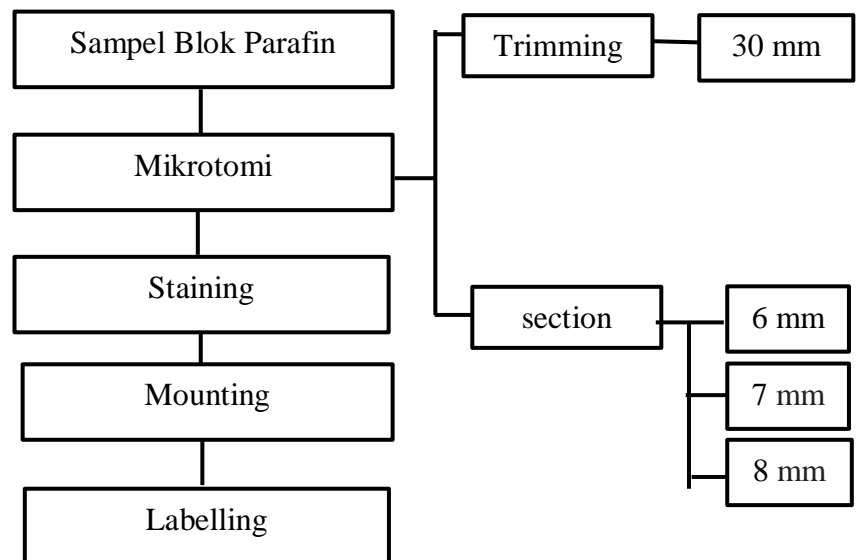 Sampel Blok Parafin
Mikrotomi
Staining
Mounting
Labelling
Trimming
30 mm
section
6 mm
7 mm
8 mm